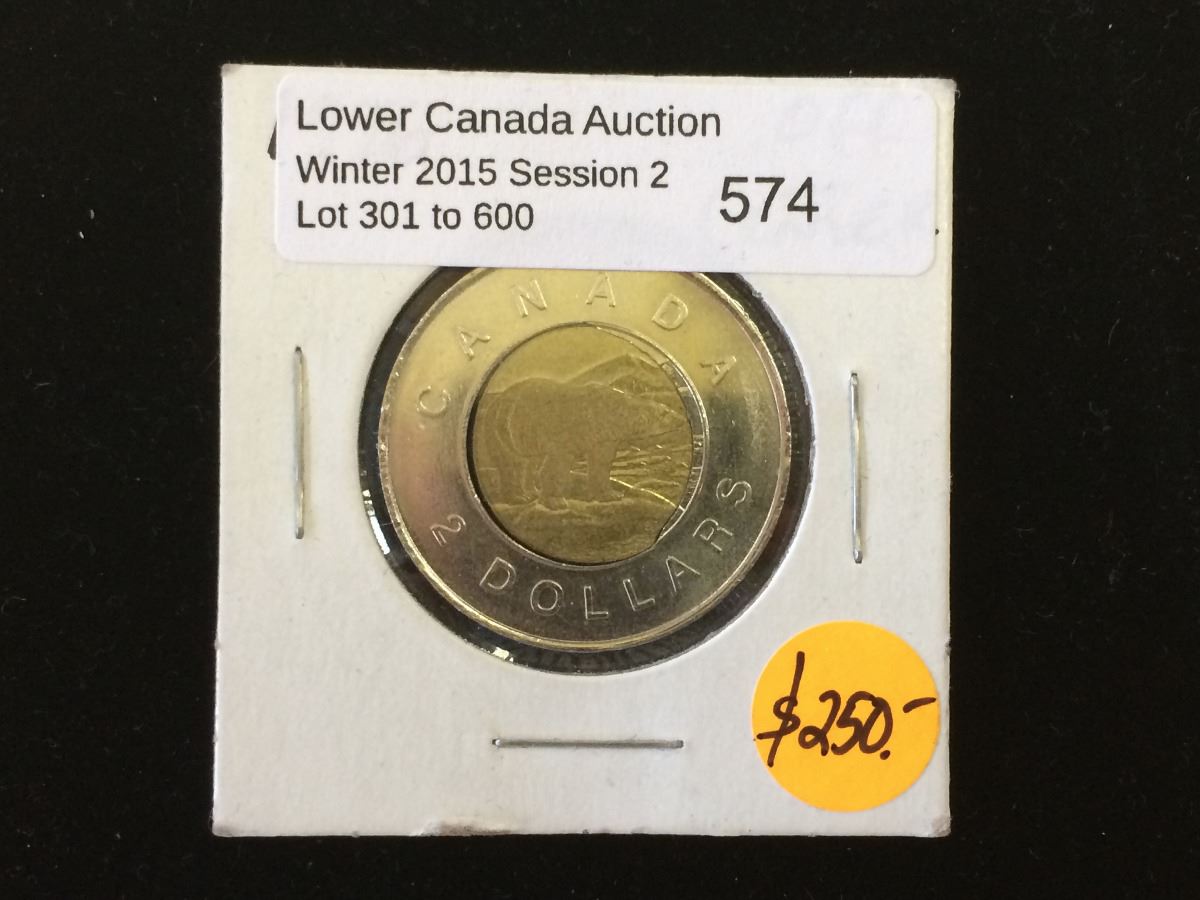 Lower Canada Auction
Winter 2015 Session 2
Lot 301 to 600
574
CANADA
2 DOLLARS
$250.-